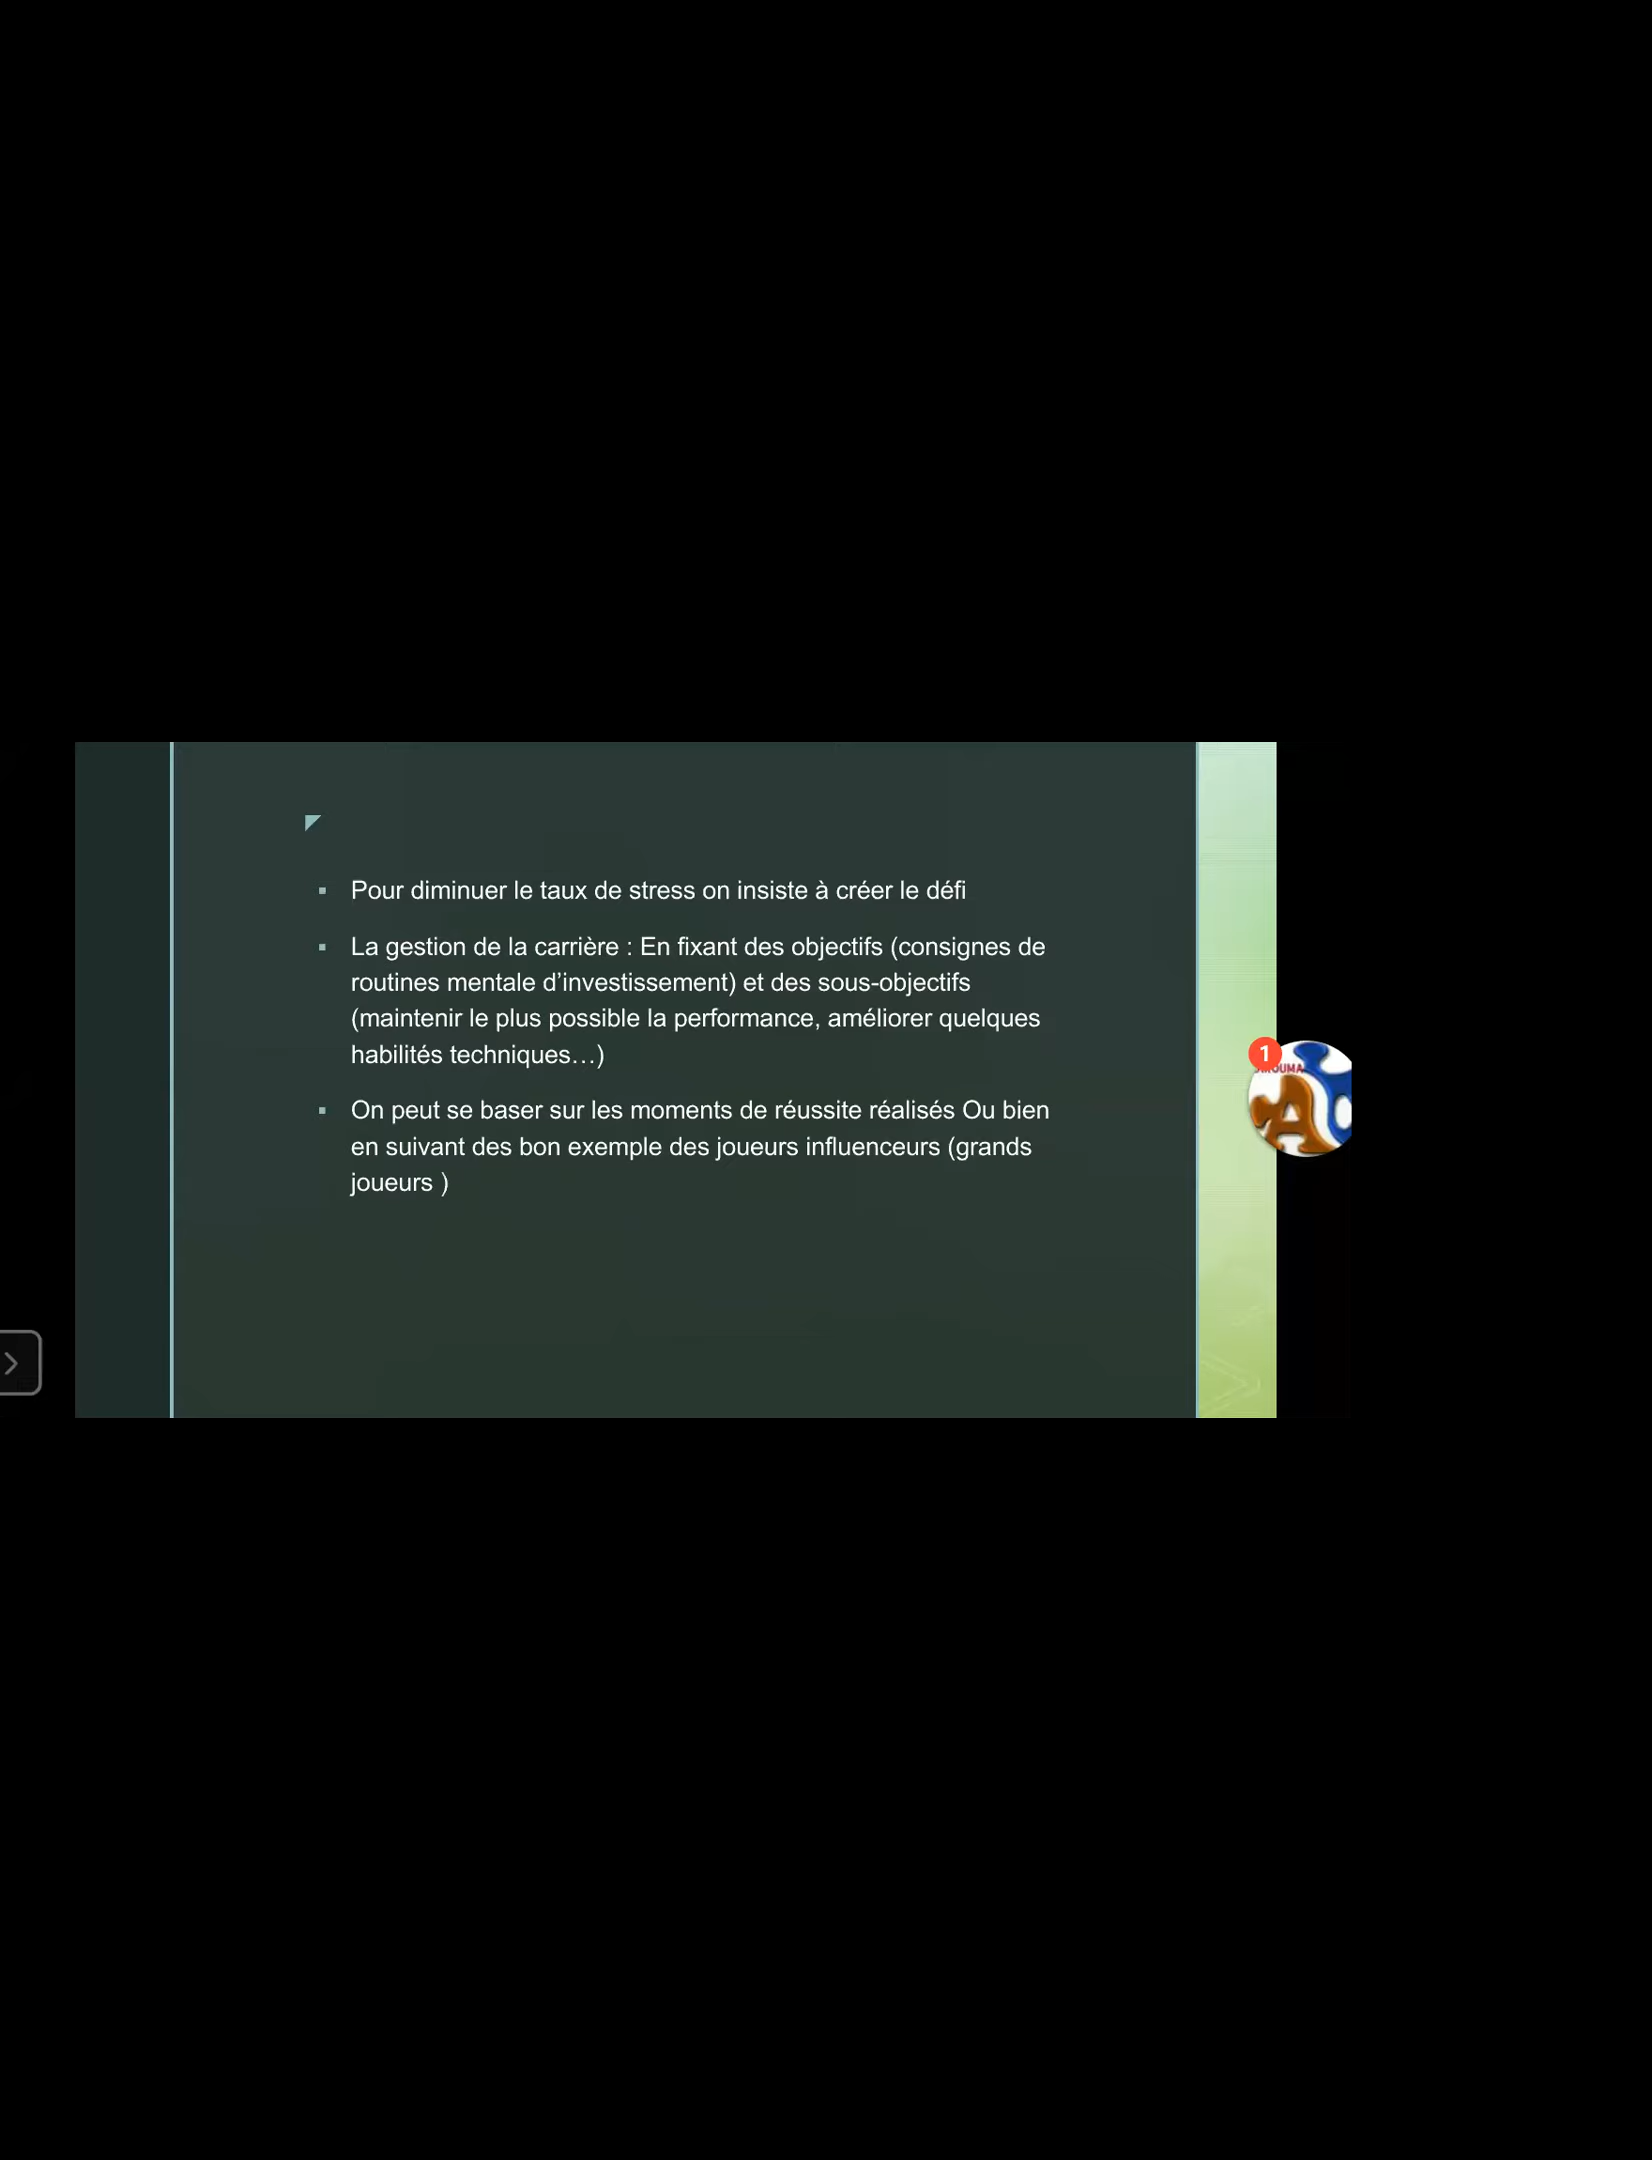 Pour diminuer le taux de stress on insiste à créer le défi
La gestion de la carrière : En fixant des objectifs (consignes de
routines mentale d’investissement) et des sous-objectifs
(maintenir le plus possible la performance, améliorer quelques
habilités techniques…)
On peut se baser sur les moments de réussite réalisés Ou bien
en suivant des bon exemple des joueurs influenceurs (grands
joueurs )
1